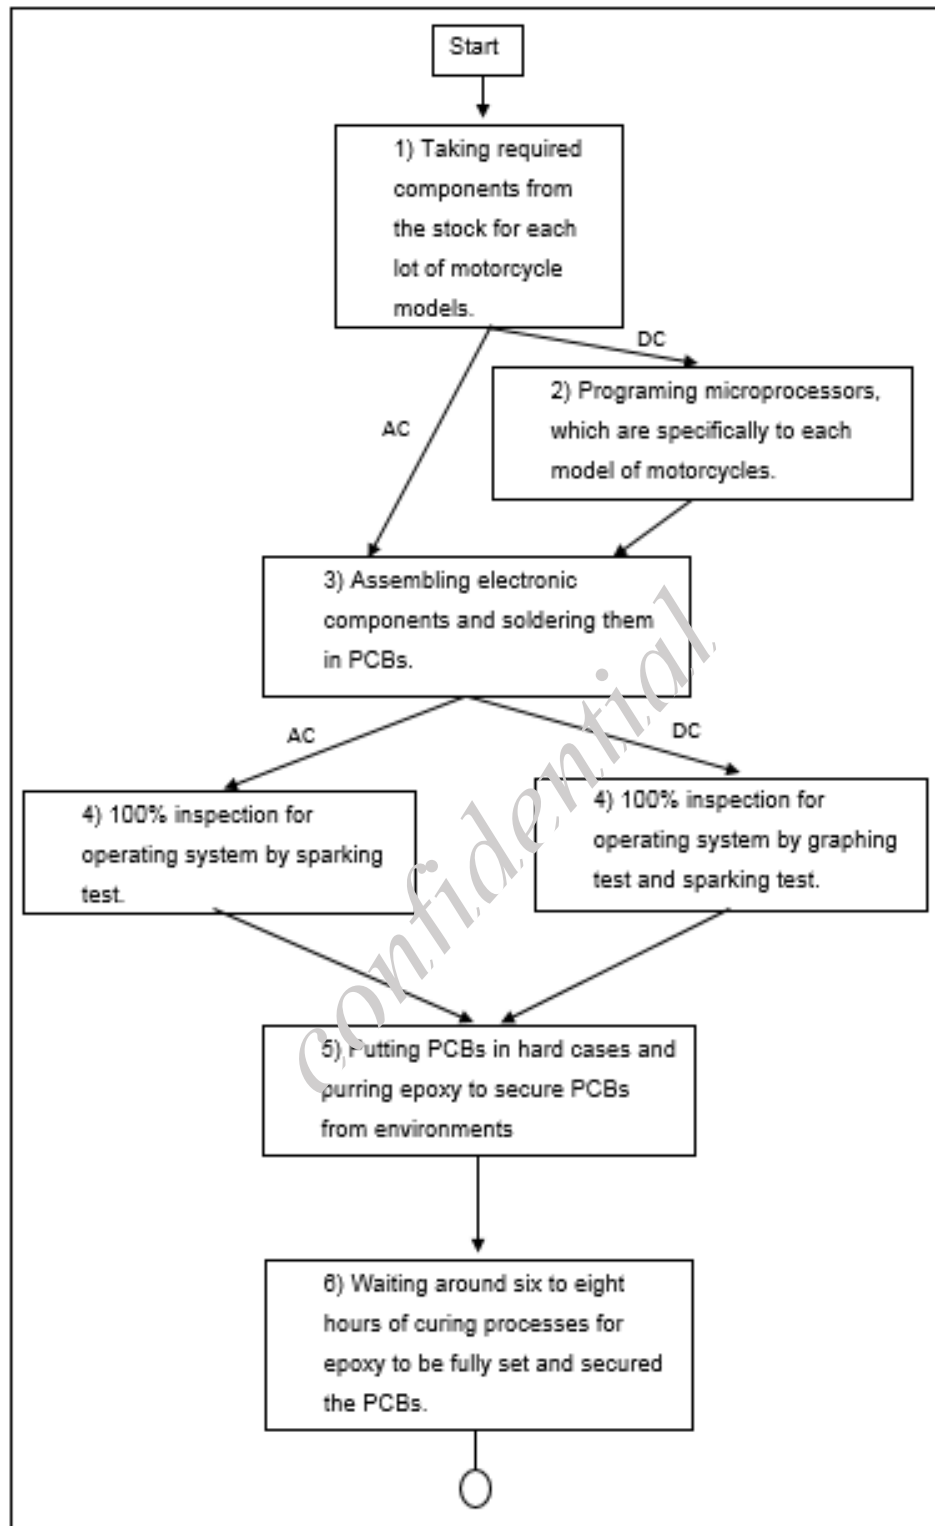 Start
1) Taking required
components from
the stock for each
lot of motorcycle
models.
DC
AC
2) Programing microprocessors,
which are specifically to each
model of motorcycles.
3) Assembling electronic
components and soldering them
in PCBs.
AC
DC
4) 100% inspection for
operating system by sparking
test.
4) 100% inspection for
operating system by graphing
test and sparking test.
confidential
5) Putting PCBs in hard cases and
purring epoxy to secure PCBs
from environments
6) Waiting around six to eight
hours of curing processes for
epoxy to be fully set and secured
the PCBs.